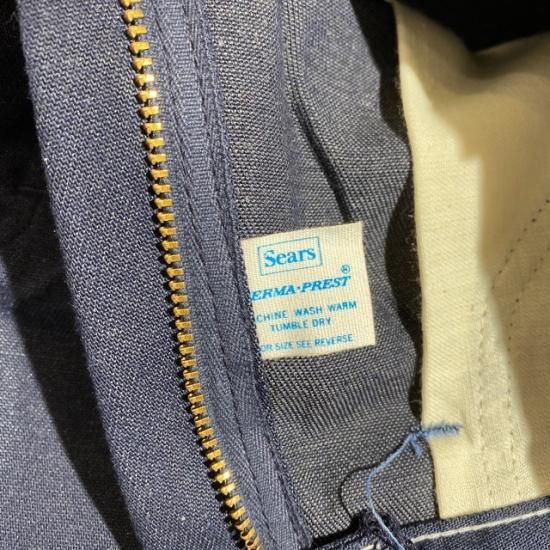 Sears
ERMA·PREST®
CHINE WASH WARM
TUMBLE DRY
OR SIZE SEE REVERSE